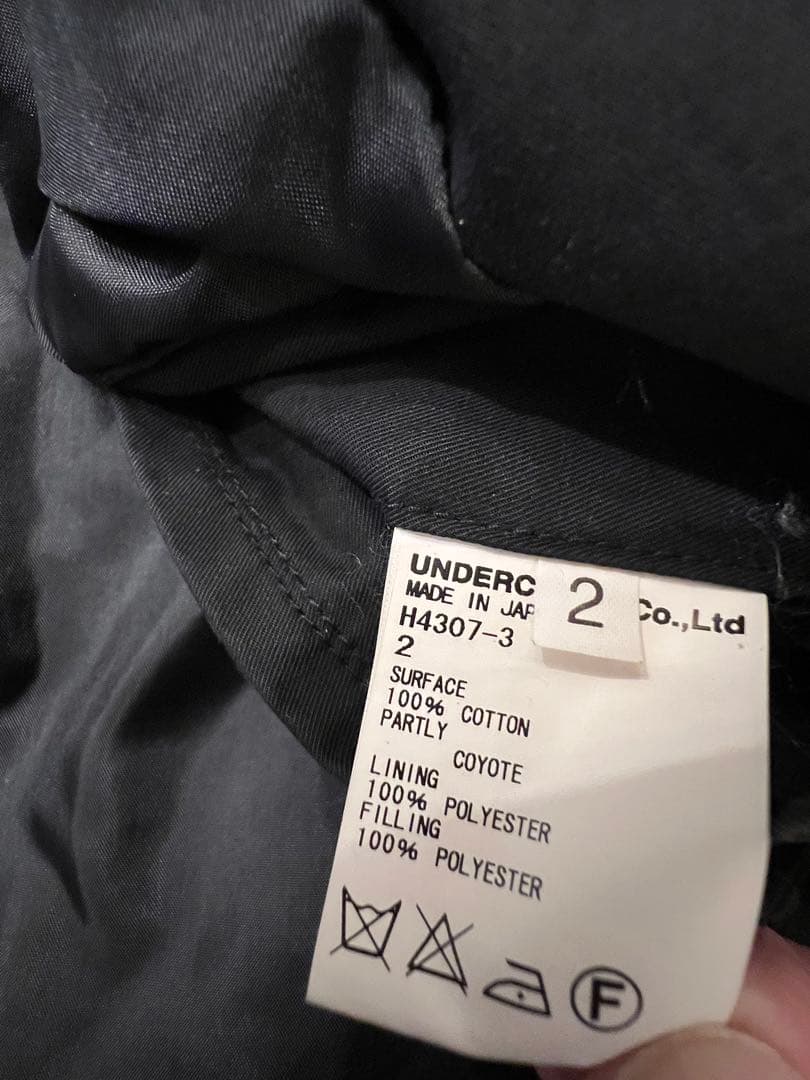 UNDERC Co.,Ltd
MADE IN JAP
2
H4307-3
2
SURFACE
100% COTTON
PARTLY
COYOTE
LINING
100% POLYESTER
FILLING
100% POLYESTER
F